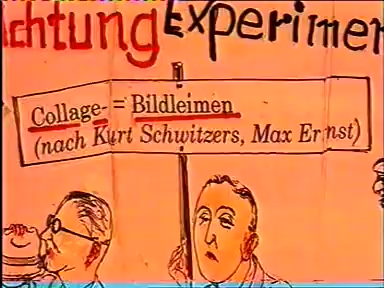 chtung Experimen
Collage- = Bildleimen
(nach Kurt Schwitzers, Max Ernst)